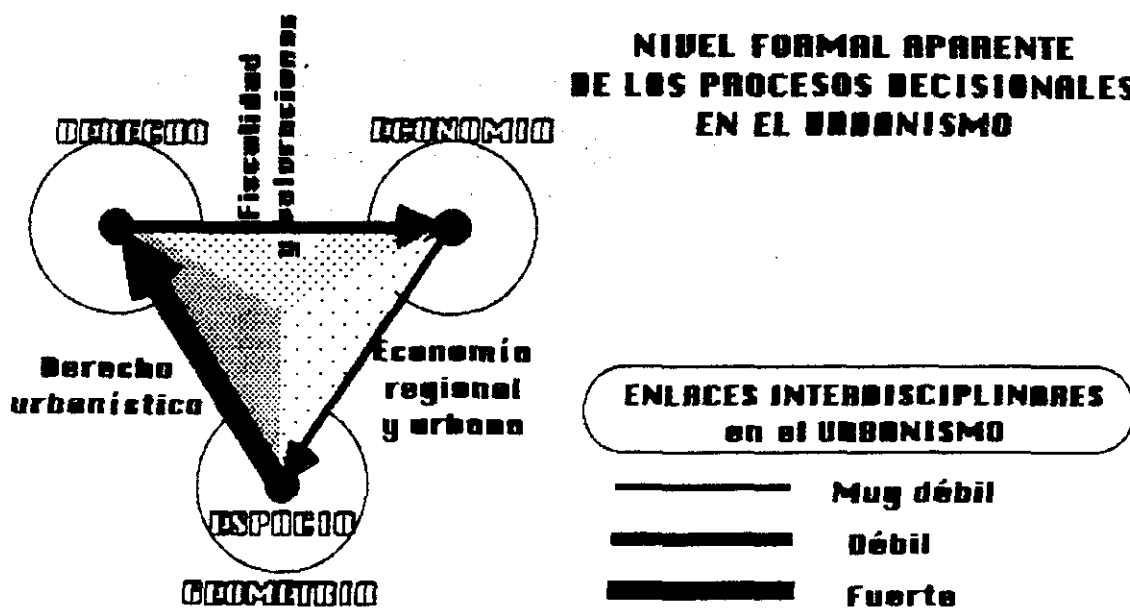 NIVEL FORMAL APARENTE
DE LOS PROCESOS DECISIONALES
EN EL URBANISMO
DERECHO
ECONOMIA
Fiscalidad
y valoraciones
Derecho
urbanístico
Economía
regional
y urbana
ESPACIO
GEOMETRIA
ENLACES INTERDISCIPLINARES
en el URBANISMO
Muy débil
Débil
Fuerte